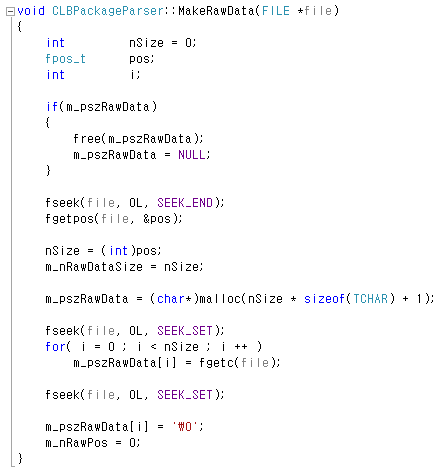 void CLBPackageParser::MakeRawData(FILE *file)
{
    int        nSize = 0;
    fpos_t     pos;
    int        i;

    if(m_pszRawData)
    {
        free(m_pszRawData);
        m_pszRawData = NULL;
    }

    fseek(file, 0L, SEEK_END);
    fgetpos(file, &pos);

    nSize = (int)pos;
    m_nRawDataSize = nSize;

    m_pszRawData = (char*)malloc(nSize * sizeof(TCHAR) + 1);

    fseek(file, 0L, SEEK_SET);
    for( i = 0 ; i < nSize ; i ++ )
        m_pszRawData[i] = fgetc(file);

    fseek(file, 0L, SEEK_SET);

    m_pszRawData[i] = '₩0';
    m_nRawPos = 0;
}